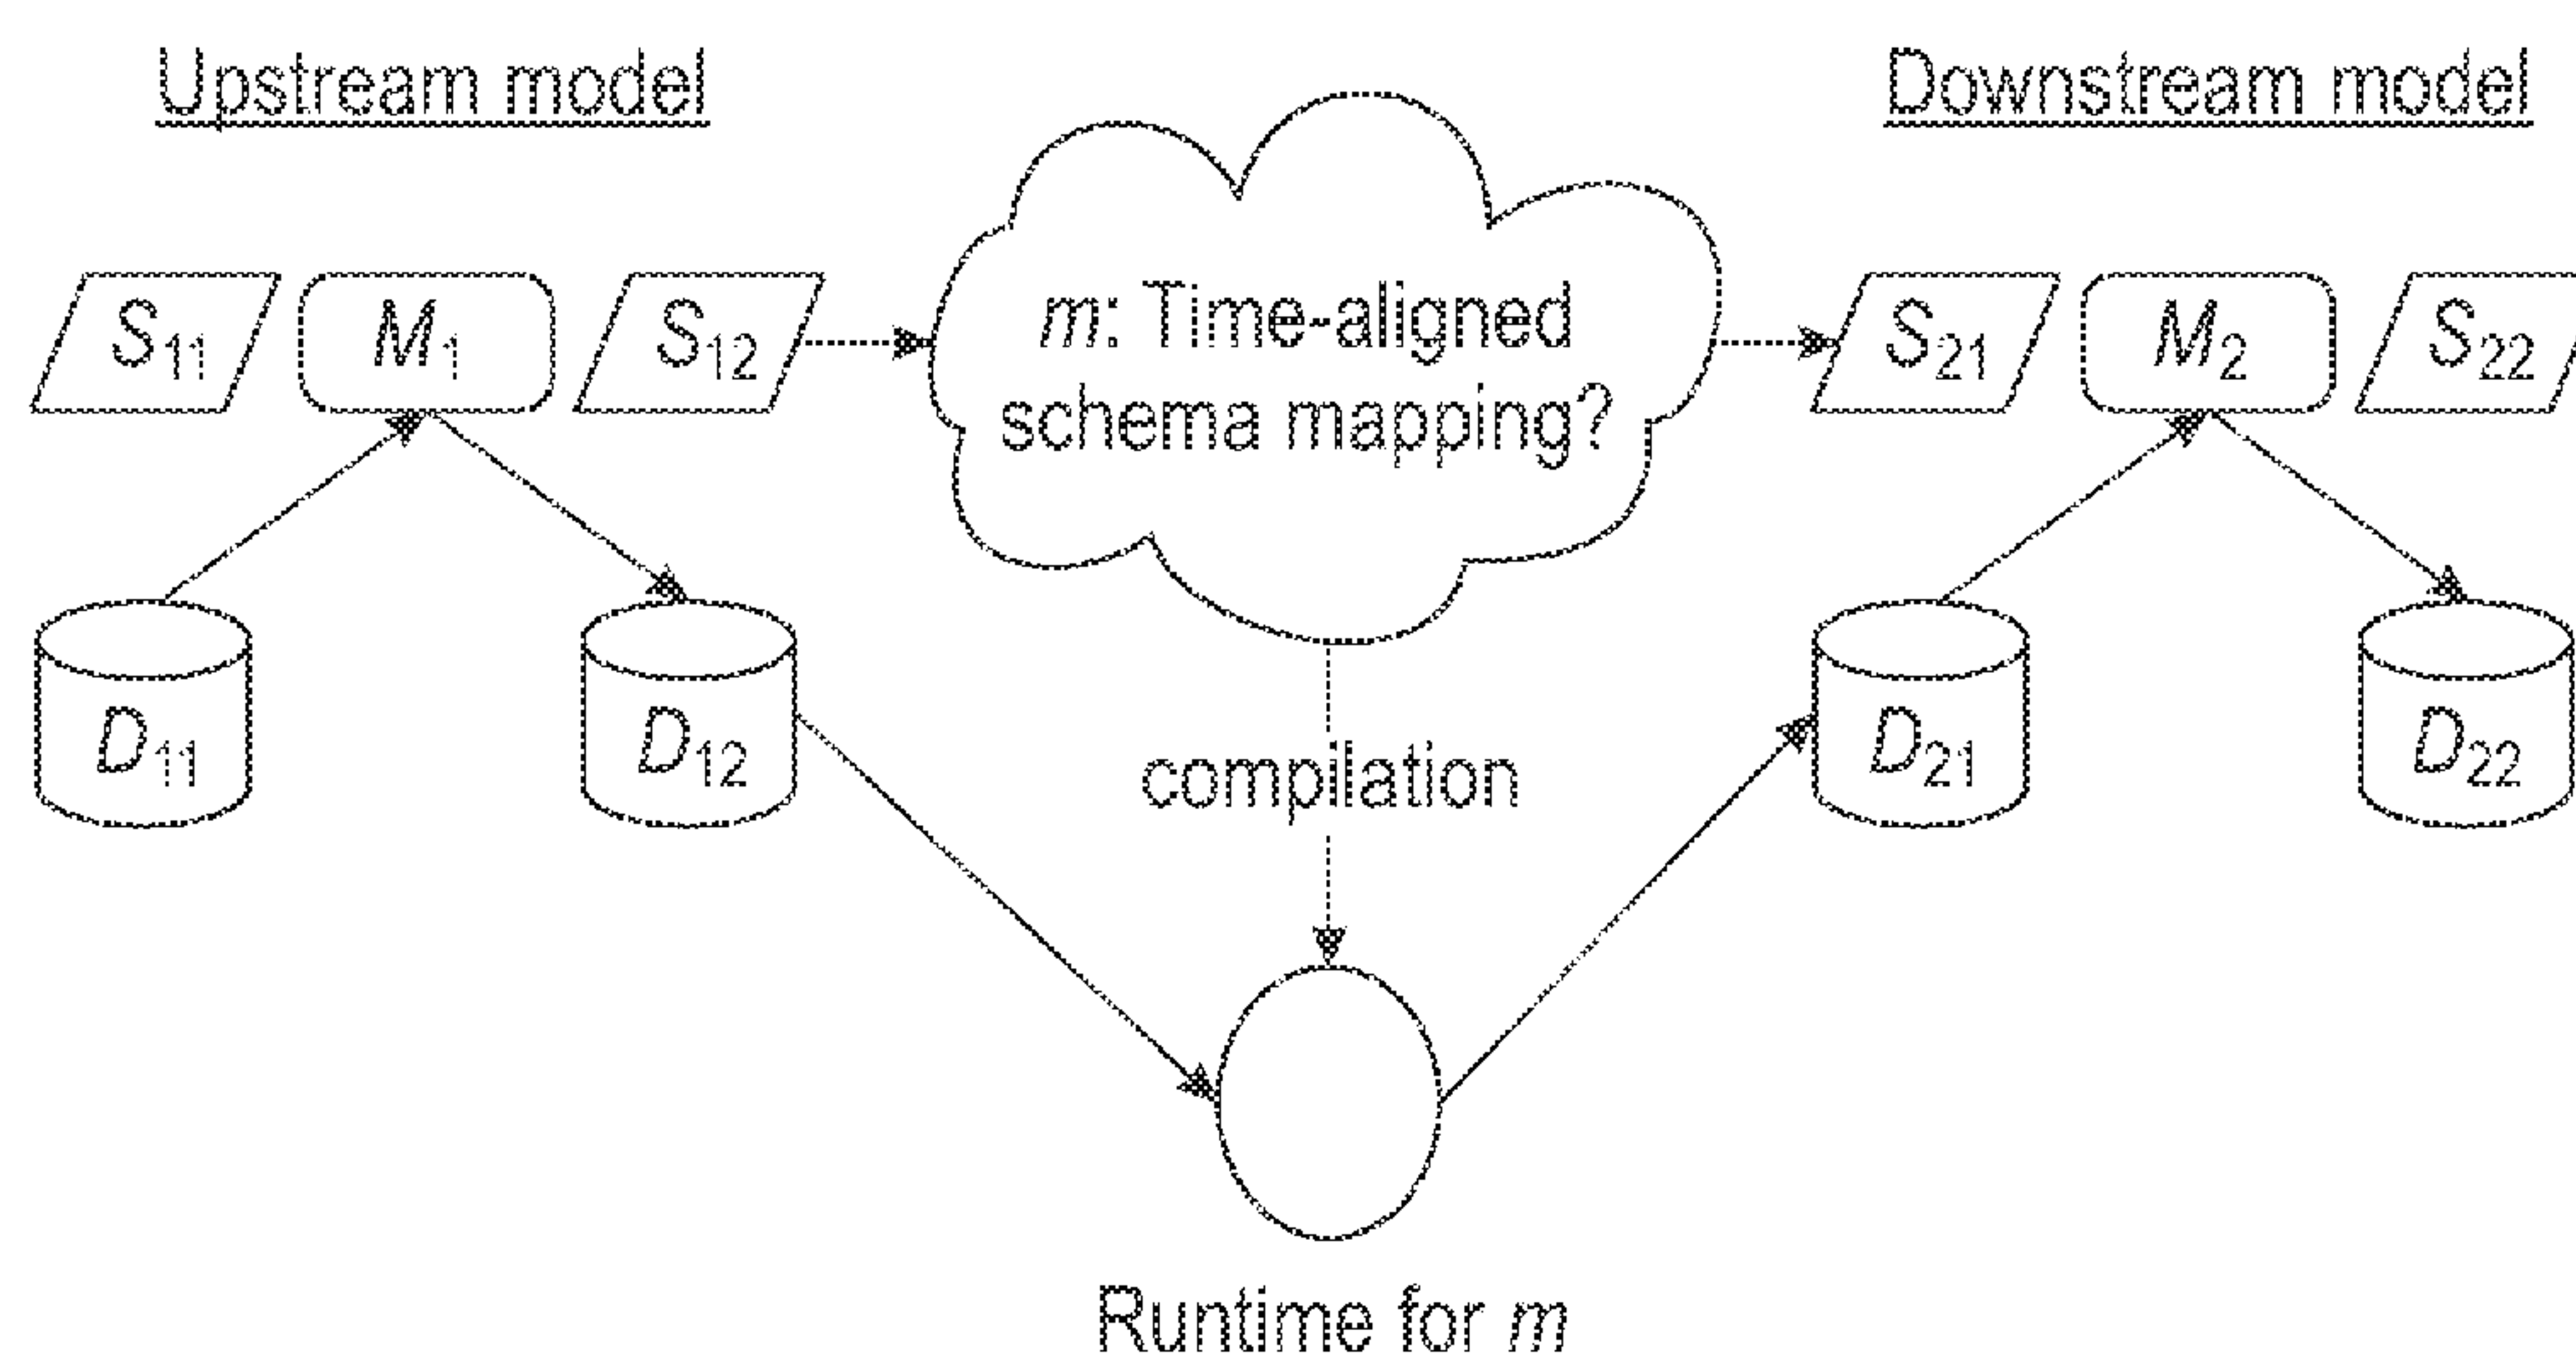 Upstream model
Downstream model
S₁₁ M₁ S₁₂
m: Time-aligned
schema mapping?
S₂₁ M₂ S₂₂
D₁₁ D₁₂
compilation
D₂₁ D₂₂
Runtime for m